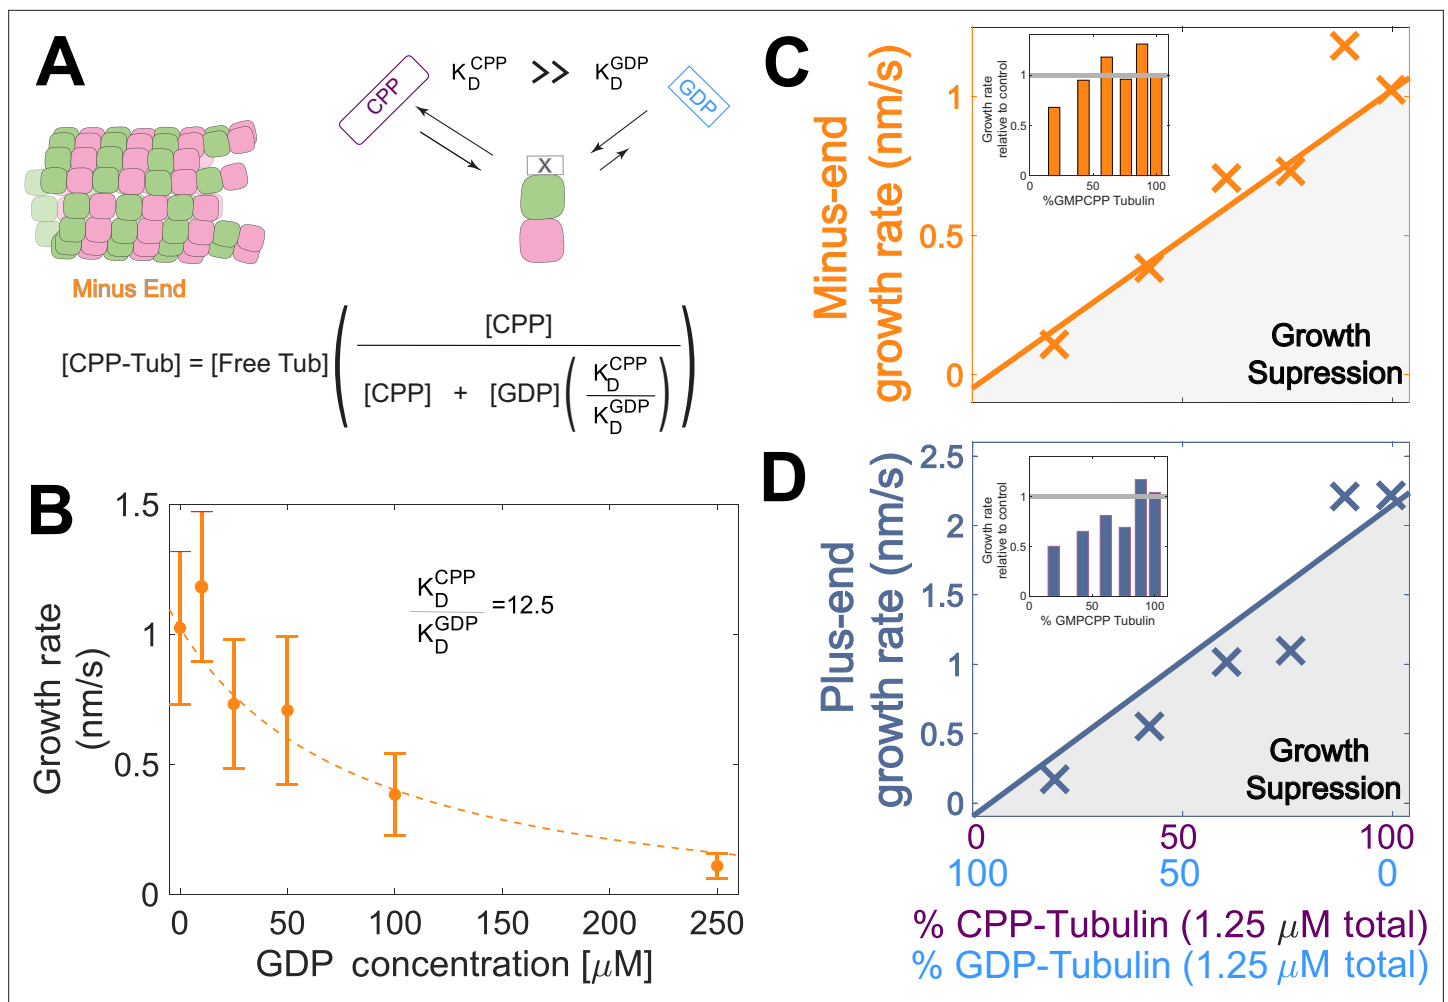 A
CPP
K_D^CPP >> K_D^GDP
GDP
X
Minus End
[CPP-Tub] = [Free Tub] ( [CPP] / ( [CPP] + [GDP] ( K_D^CPP / K_D^GDP ) ) )
B
1.5
1
0.5
0
Growth rate
(nm/s)
K_D^CPP / K_D^GDP =12.5
0 50 100 150 200 250
GDP concentration [μM]
C
Minus-end
growth rate (nm/s)
1
0.5
0
Growth rate
relative to control
1
0.5
0
50 100
%GMPCPP Tubulin
Growth
Supression
D
Plus-end
growth rate (nm/s)
2.5
2
1.5
1
0.5
0
Growth rate
relative to control
1
0.5
0
0 50 100
% GMPCPP Tubulin
Growth
Supression
0 50 100
100 50 0
% CPP-Tubulin (1.25 μM total)
% GDP-Tubulin (1.25 μM total)